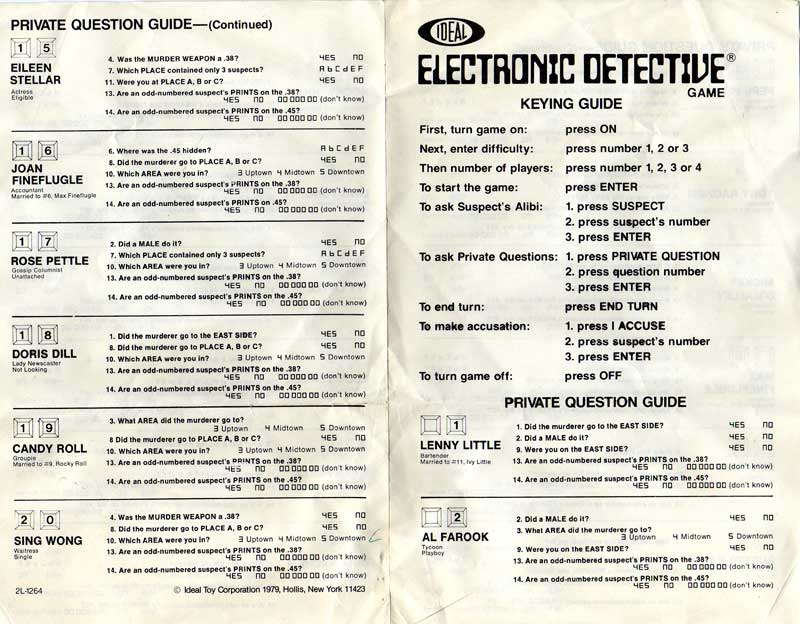 PRIVATE QUESTION GUIDE—(Continued)
1 5
EILEEN
STELLAR
Actress
Eligible
4. Was the MURDER WEAPON a .38? YES NO
7. Which PLACE contained only 3 suspects? A b C d E F
11. Were you at PLACE A, B or C? YES NO
13. Are an odd-numbered suspect's PRINTS on the .38?
YES NO 00 000 00 (don't know)
14. Are an odd-numbered suspect's PRINTS on the .45?
YES NO 00 000 00 (don't know)
1 6
JOAN
FINEFLUGLE
Accountant
Married to #6, Max Fineflugle
6. Where was the .45 hidden? A b C d E F
8. Did the murderer go to PLACE A, B or C? YES NO
10. Which AREA were you in? 3 Uptown 4 Midtown 5 Downtown
13. Are an odd-numbered suspect's PRINTS on the .38?
YES NO 00 000 00 (don't know)
14. Are an odd-numbered suspect's PRINTS on .45?
YES NO 00 000 00 (don't know)
1 7
ROSE PETTLE
Gossip Columnist
Unattached
2. Did a MALE do it? YES NO
7. Which PLACE contained only 3 suspects? A b C d E F
10. Which AREA were you in? 3 Uptown 4 Midtown 5 Downtown
13. Are an odd-numbered suspect's PRINTS on the .38?
YES NO 00 000 00 (don't know)
14. Are an odd-numbered suspect's PRINTS on the .45?
YES NO 00 000 00 (don't know)
1 8
DORIS DILL
Lady Newscaster
Not Looking
1. Did the murderer go to the EAST SIDE? YES NO
8. Did the murderer go to PLACE A, B or C? YES NO
10. Which AREA were you in? 3 Uptown 4 Midtown 5 Downtown
13. Are an odd-numbered suspect's PRINTS on the .38?
YES NO 00 000 00 (don't know)
14. Are an odd-numbered suspect's PRINTS on the .45?
YES NO 00 000 00 (don't know)
1 9
CANDY ROLL
Groupie
Married to #9, Rocky Roll
3. What AREA did the murderer go to?
3 Uptown 4 Midtown 5 Downtown
8 Did the murderer go to PLACE A, B or C? YES NO
13. Are an odd-numbered suspect's PRINTS on the .38?
YES NO 00 000 00 (don't know)
14. Are an odd-numbered suspect's PRINTS on the .45?
YES NO 00 000 00 (don't know)
2 0
SING WONG
Waitress
Single
4. Was the MURDER WEAPON a .38? YES NO
8. Did the murderer go to PLACE A, B or C? YES NO
10. Which AREA were you in? 3 Uptown 4 Midtown 5 Downtown
13. Are an odd-numbered suspect's PRINTS on the .38?
YES NO 00 000 00 (don't know)
14. Are an odd-numbered suspect's PRINTS on the .45?
YES NO 00 000 00 (don't know)
2L-1264 © Ideal Toy Corporation 1979, Hollis, New York 11423
IDEAL
ELECTRONIC DETECTIVE®
GAME
KEYING GUIDE
First, turn game on: press ON
Next, enter difficulty: press number 1, 2 or 3
Then number of players: press number 1, 2, 3 or 4
To start the game: press ENTER
To ask Suspect's Alibi: 1. press SUSPECT
2. press suspect's number
3. press ENTER
To ask Private Questions: 1. press PRIVATE QUESTION
2. press question number
3. press ENTER
To end turn: press END TURN
To make accusation: 1. press I ACCUSE
2. press suspect's number
3. press ENTER
To turn game off: press OFF
PRIVATE QUESTION GUIDE
1
LENNY LITTLE
Bartender
Married to #11, Ivy Little
1. Did the murderer go to the EAST SIDE? YES NO
2. Did a MALE do it? YES NO
9. Were you on the EAST SIDE? YES NO
13. Are an odd-numbered suspect's PRINTS on the .38?
YES NO 00 000 00 (don't know)
14. Are an odd-numbered suspect's PRINTS on the .45?
YES NO 00 000 00 (don't know)
2
AL FAROOK
Tycoon
Playboy
2. Did a MALE do it? YES NO
3. What AREA did the murderer go to?
3 Uptown 4 Midtown 5 Downtown
9. Were you on the EAST SIDE? YES NO
13. Are an odd-numbered suspect's PRINTS on the .38?
YES NO 00 000 00 (don't know)
14. Are an odd-numbered suspect's PRINTS on the .45?
YES NO 00 000 00 (don't know)